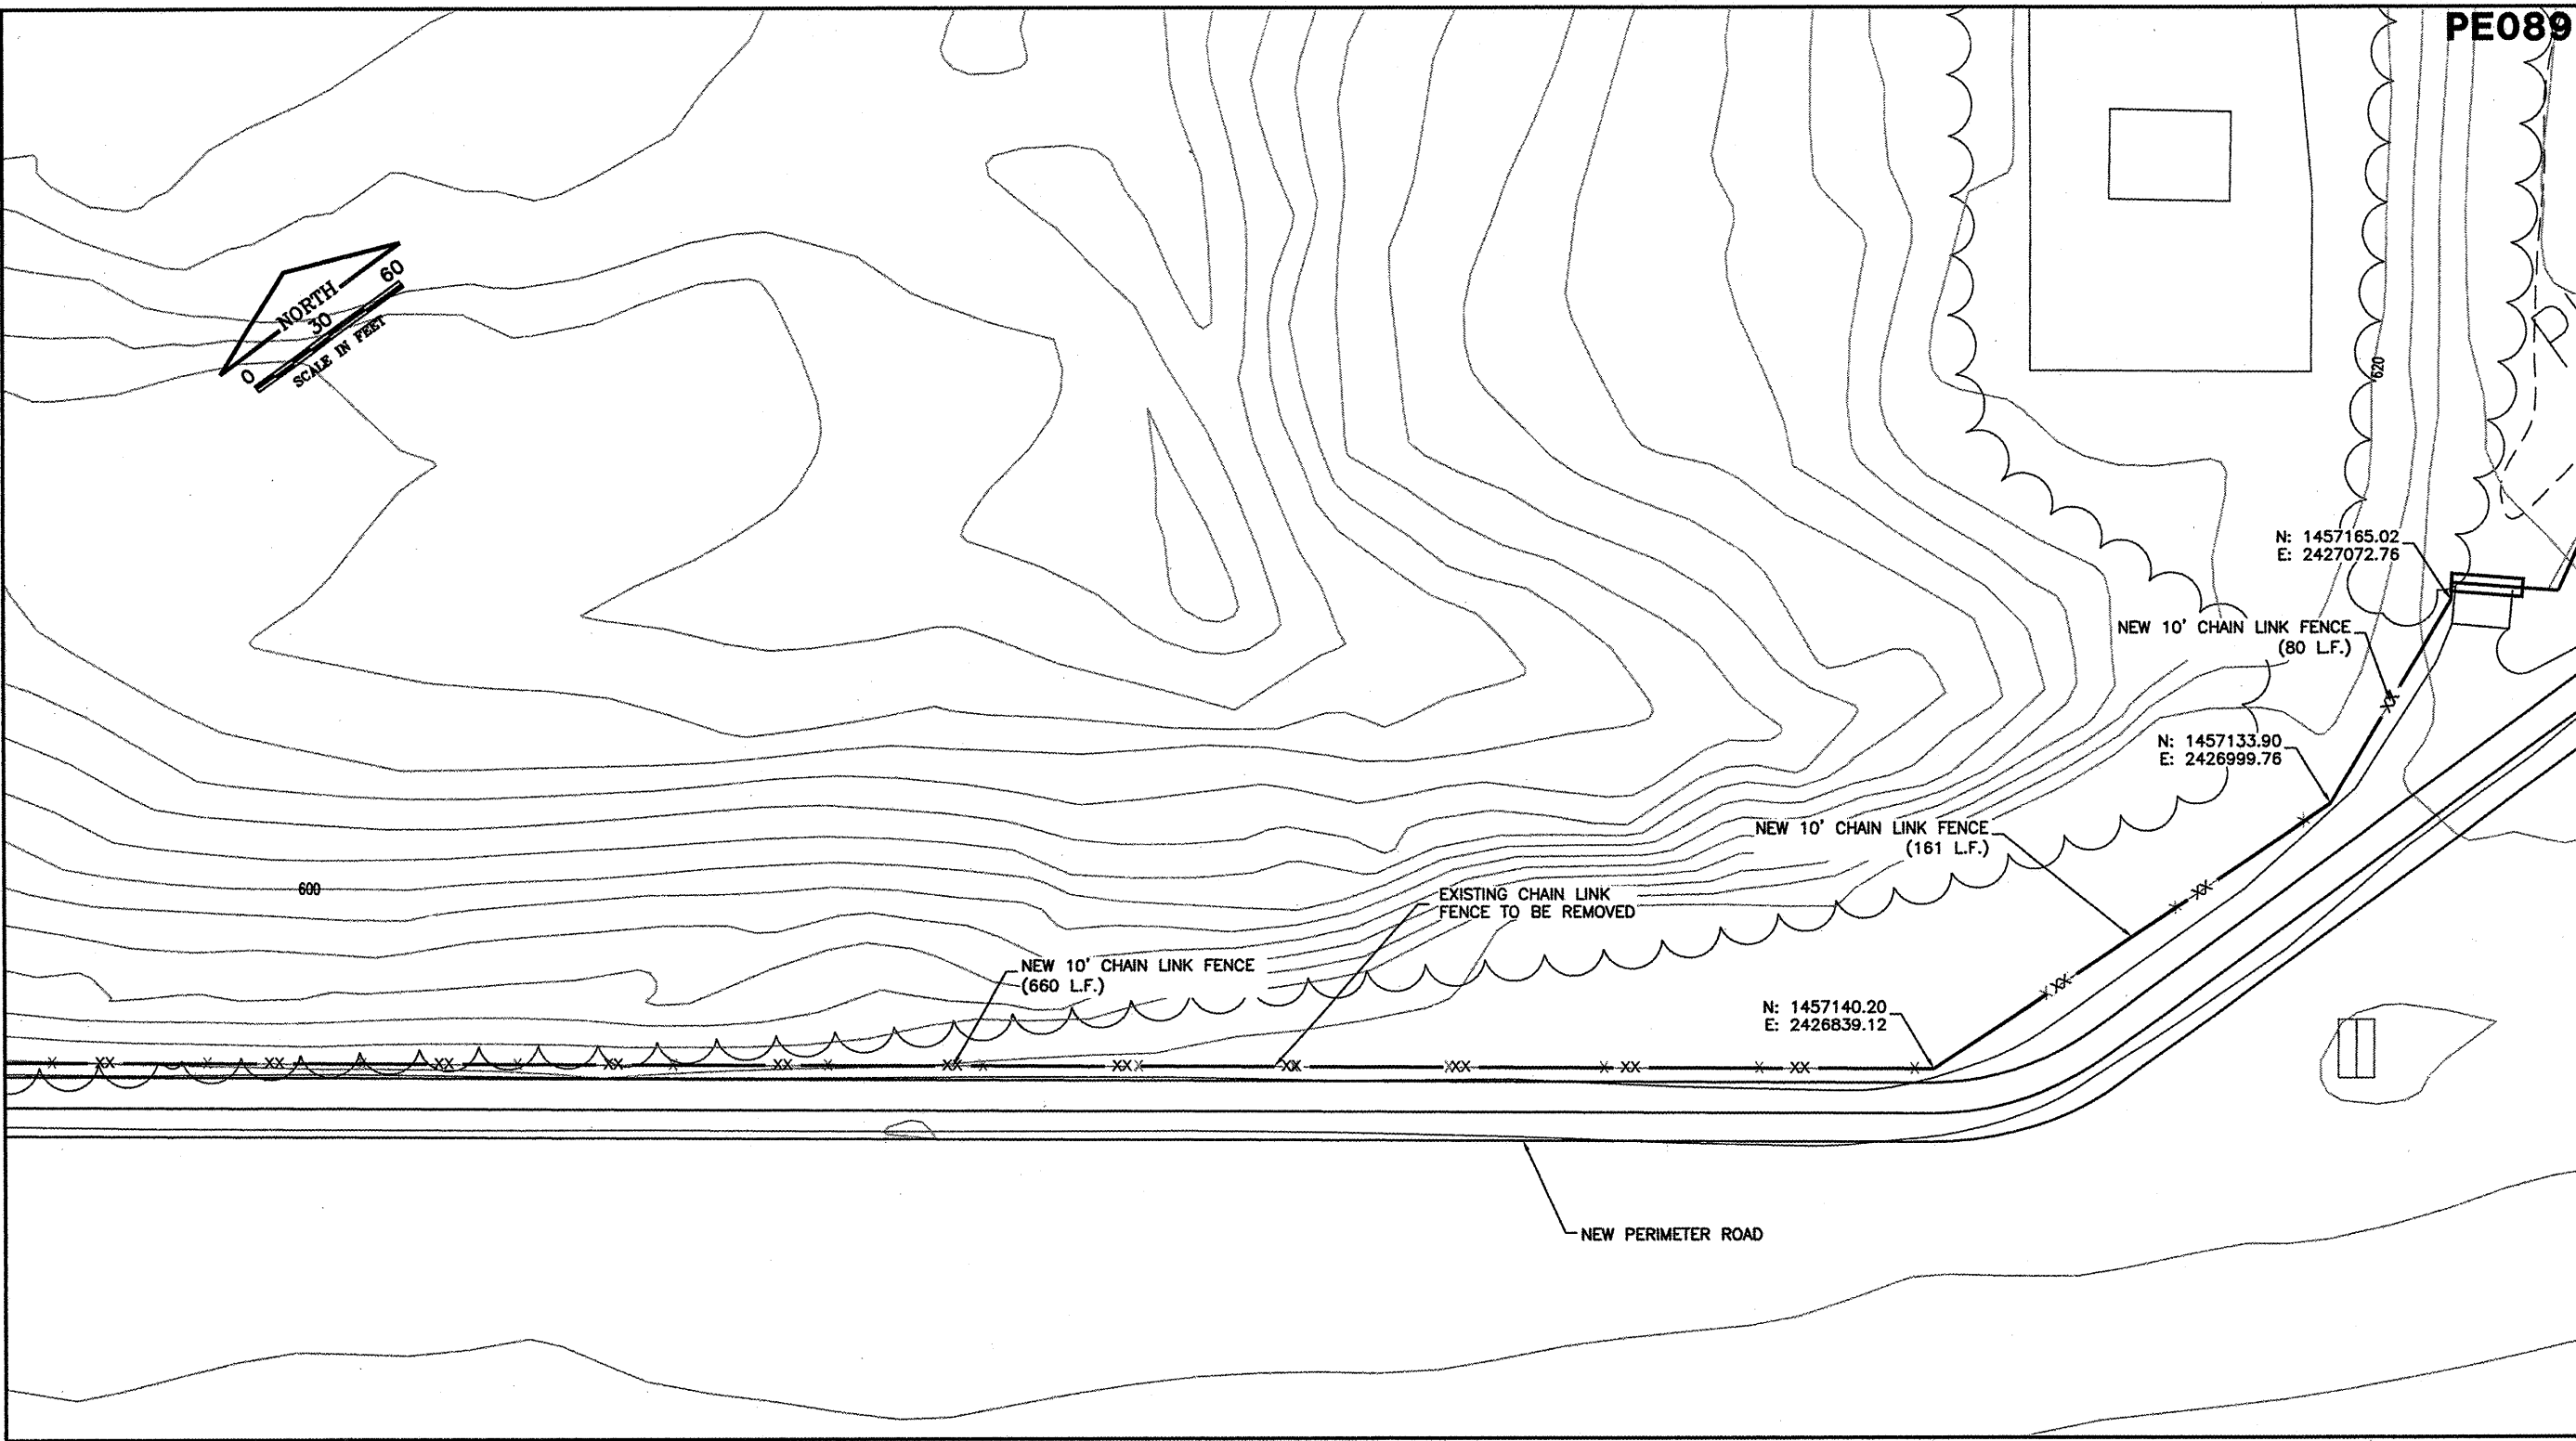 PE089
NORTH
0
30
60
SCALE IN FEET
620
N: 1457165.02
E: 2427072.76
NEW 10' CHAIN LINK FENCE
(80 L.F.)
N: 1457133.90
E: 2426999.76
NEW 10' CHAIN LINK FENCE
(161 L.F.)
600
EXISTING CHAIN LINK
FENCE TO BE REMOVED
NEW 10' CHAIN LINK FENCE
(660 L.F.)
N: 1457140.20
E: 2426839.12
NEW PERIMETER ROAD
R